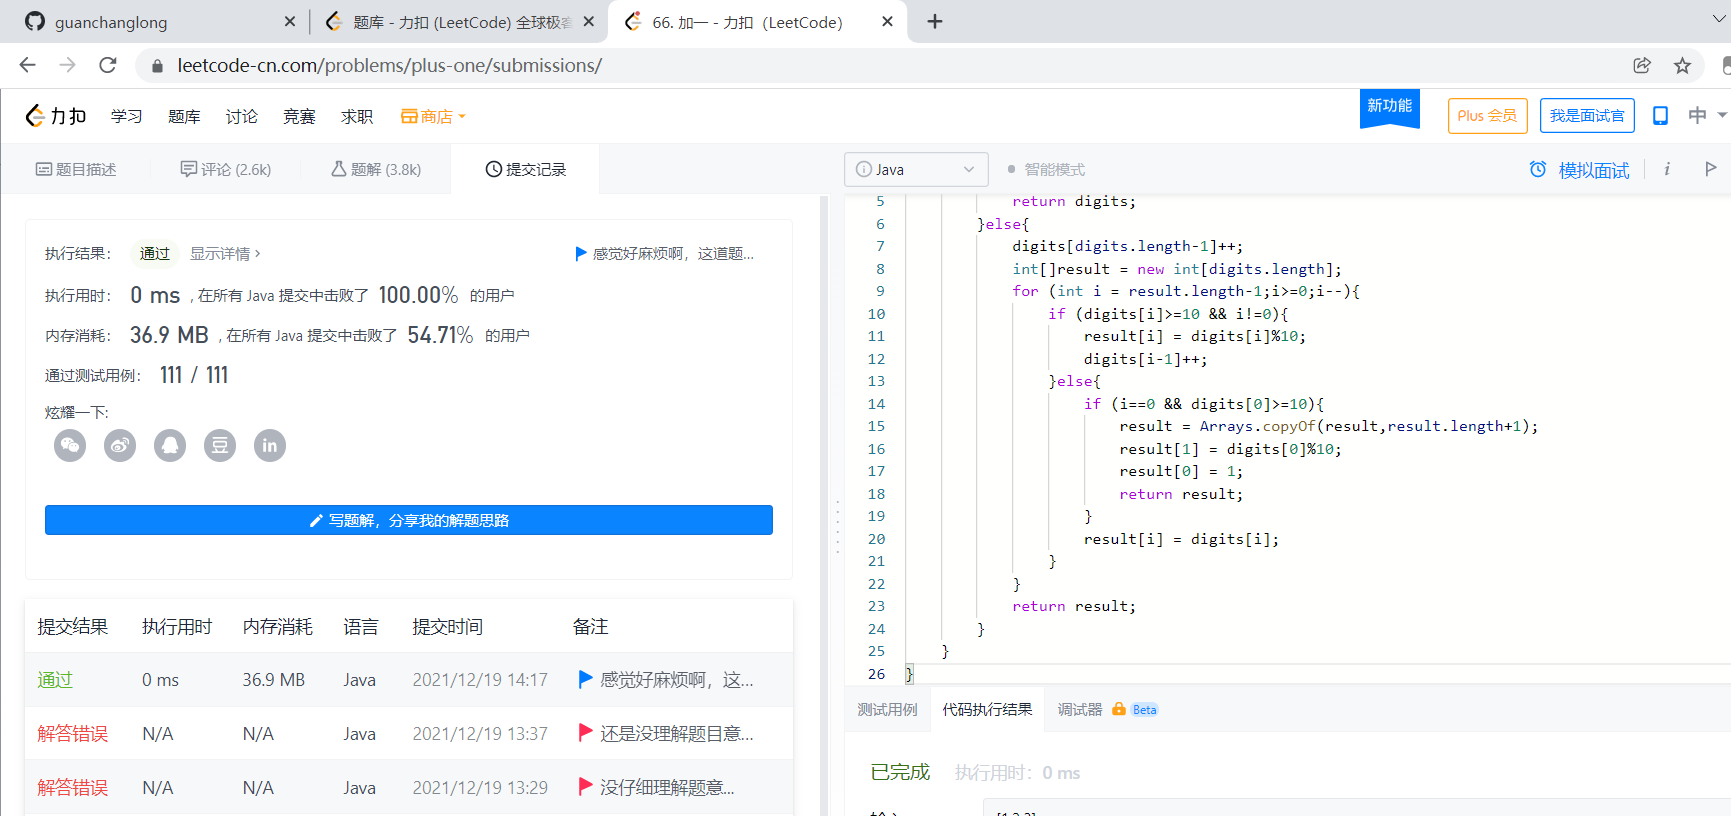 guanchanglong
题库 - 力扣 (LeetCode) 全球极客
66. 加一 - 力扣（LeetCode）
leetcode-cn.com/problems/plus-one/submissions/
力扣 学习 题库 讨论 竞赛 求职 商店 新功能 Plus 会员 我是面试官 中
题目描述 评论 (2.6k) 题解 (3.8k) 提交记录
执行结果： 通过 显示详情 › 感觉好麻烦啊，这道题...
执行用时： 0 ms , 在所有 Java 提交中击败了 100.00% 的用户
内存消耗： 36.9 MB , 在所有 Java 提交中击败了 54.71% 的用户
通过测试用例： 111 / 111
炫耀一下:
豆 in
写题解，分享我的解题思路
提交结果 执行用时 内存消耗 语言 提交时间 备注
通过 0 ms 36.9 MB Java 2021/12/19 14:17 感觉好麻烦啊，这...
解答错误 N/A N/A Java 2021/12/19 13:37 还是没理解题目意...
解答错误 N/A N/A Java 2021/12/19 13:29 没仔细理解题意...
Java 智能模式 模拟面试 i
5 return digits;
6 }else{
7 digits[digits.length-1]++;
8 int[]result = new int[digits.length];
9 for (int i = result.length-1;i>=0;i--){
10 if (digits[i]>=10 && i!=0){
11 result[i] = digits[i]%10;
12 digits[i-1]++;
13 }else{
14 if (i==0 && digits[0]>=10){
15 result = Arrays.copyOf(result,result.length+1);
16 result[1] = digits[0]%10;
17 result[0] = 1;
18 return result;
19 }
20 result[i] = digits[i];
21 }
22 }
23 return result;
24 }
25 }
26 }
测试用例 代码执行结果 调试器 Beta
已完成 执行用时： 0 ms